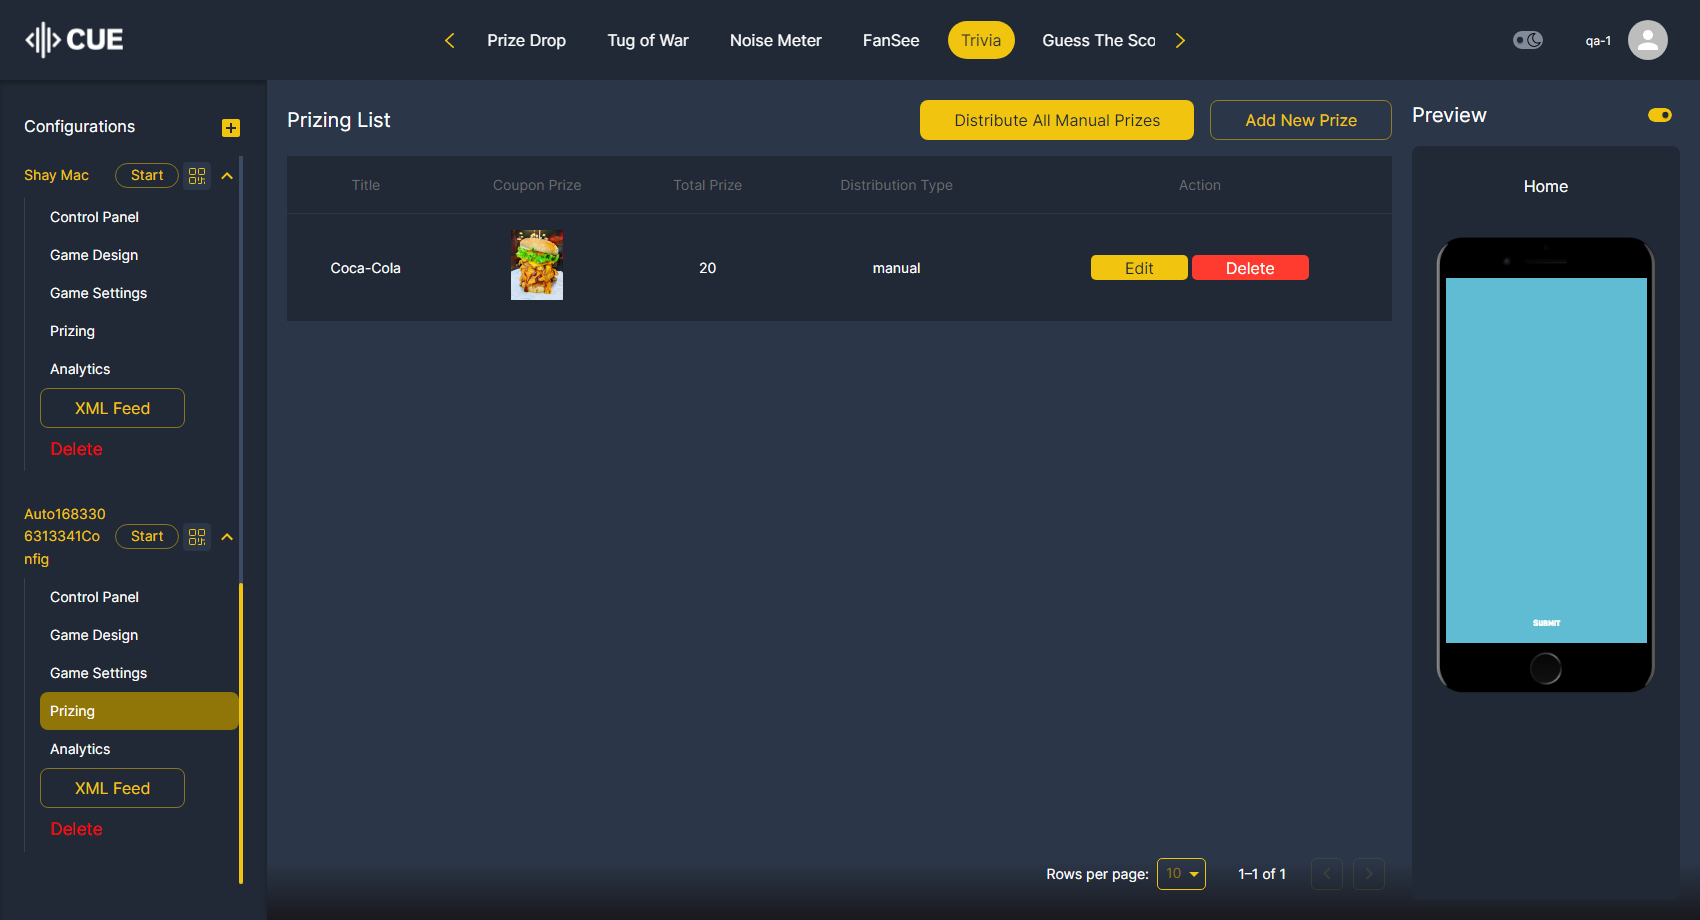 CUE
Prize Drop
Tug of War
Noise Meter
FanSee
Trivia
Guess The Sco
qa-1
Configurations
Shay Mac
Start
Control Panel
Game Design
Game Settings
Prizing
Analytics
XML Feed
Delete
Auto168330
6313341Co
nfig
Start
Control Panel
Game Design
Game Settings
Prizing
Analytics
XML Feed
Delete
Prizing List
Distribute All Manual Prizes
Add New Prize
Title
Coupon Prize
Total Prize
Distribution Type
Action
Coca-Cola
20
manual
Edit
Delete
Rows per page:
10
1–1 of 1
Preview
Home
SUBMIT